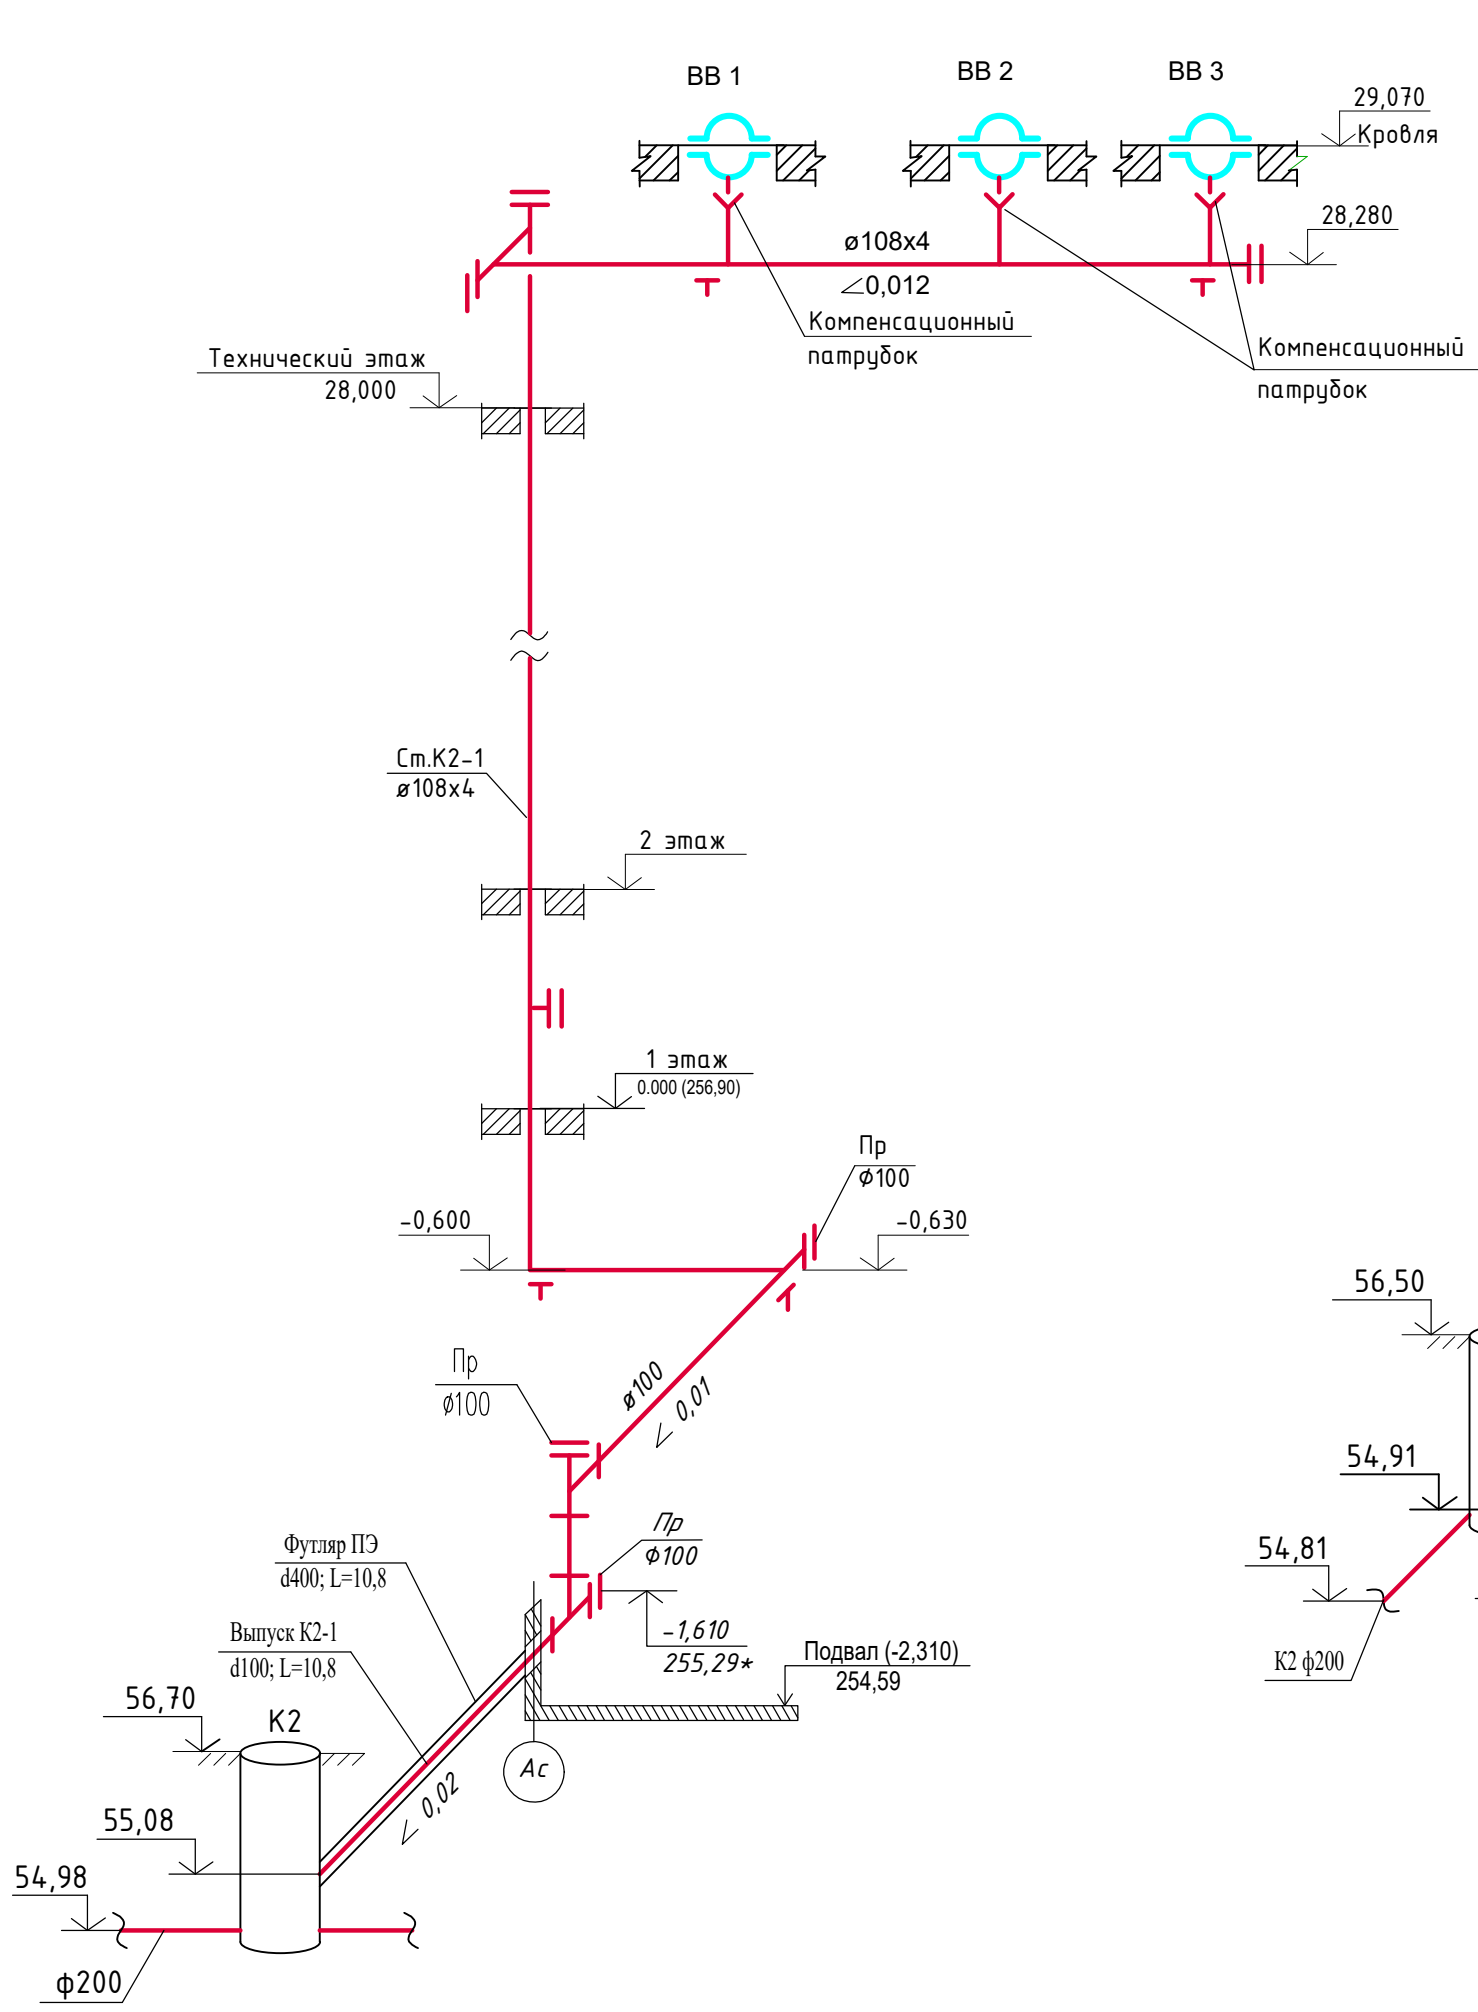 ВВ 1
ВВ 2
ВВ 3
29,070
Кровля
28,280
ø108х4
∠0,012
Компенсационный
патрубок
Компенсационный
патрубок
Технический этаж
28,000
Ст.К2-1
ø108х4
2 этаж
1 этаж
0.000 (256,90)
Пр
ϕ100
-0,600
-0,630
56,50
Пр
ø100
ø100
∠ 0,01
54,91
54,81
К2 ф200
Футляр ПЭ
d400; L=10,8
Пр
ϕ100
Выпуск К2-1
d100; L=10,8
-1,610
255,29*
Подвал (-2,310)
254,59
56,70
К2
Ас
∠ 0,02
55,08
54,98
ф200